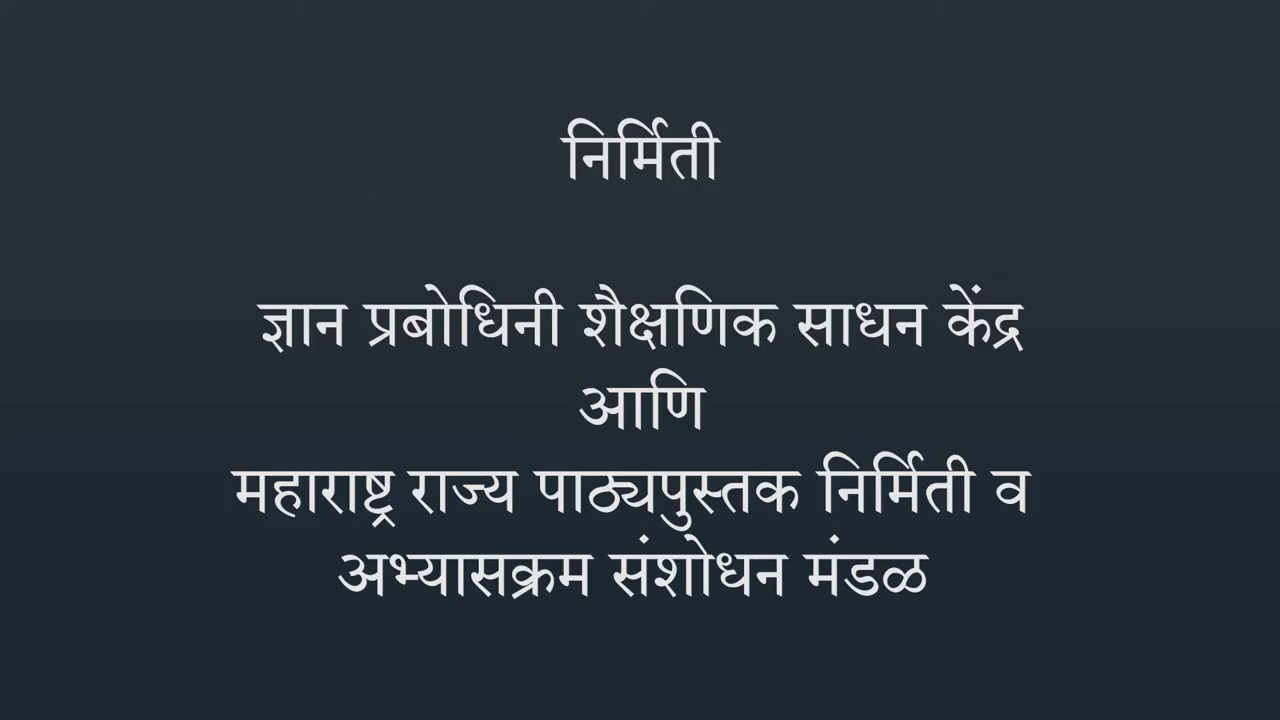 निर्मिती
ज्ञान प्रबोधिनी शैक्षणिक साधन केंद्र
आणि
महाराष्ट्र राज्य पाठ्यपुस्तक निर्मिती व
अभ्यासक्रम संशोधन मंडळ